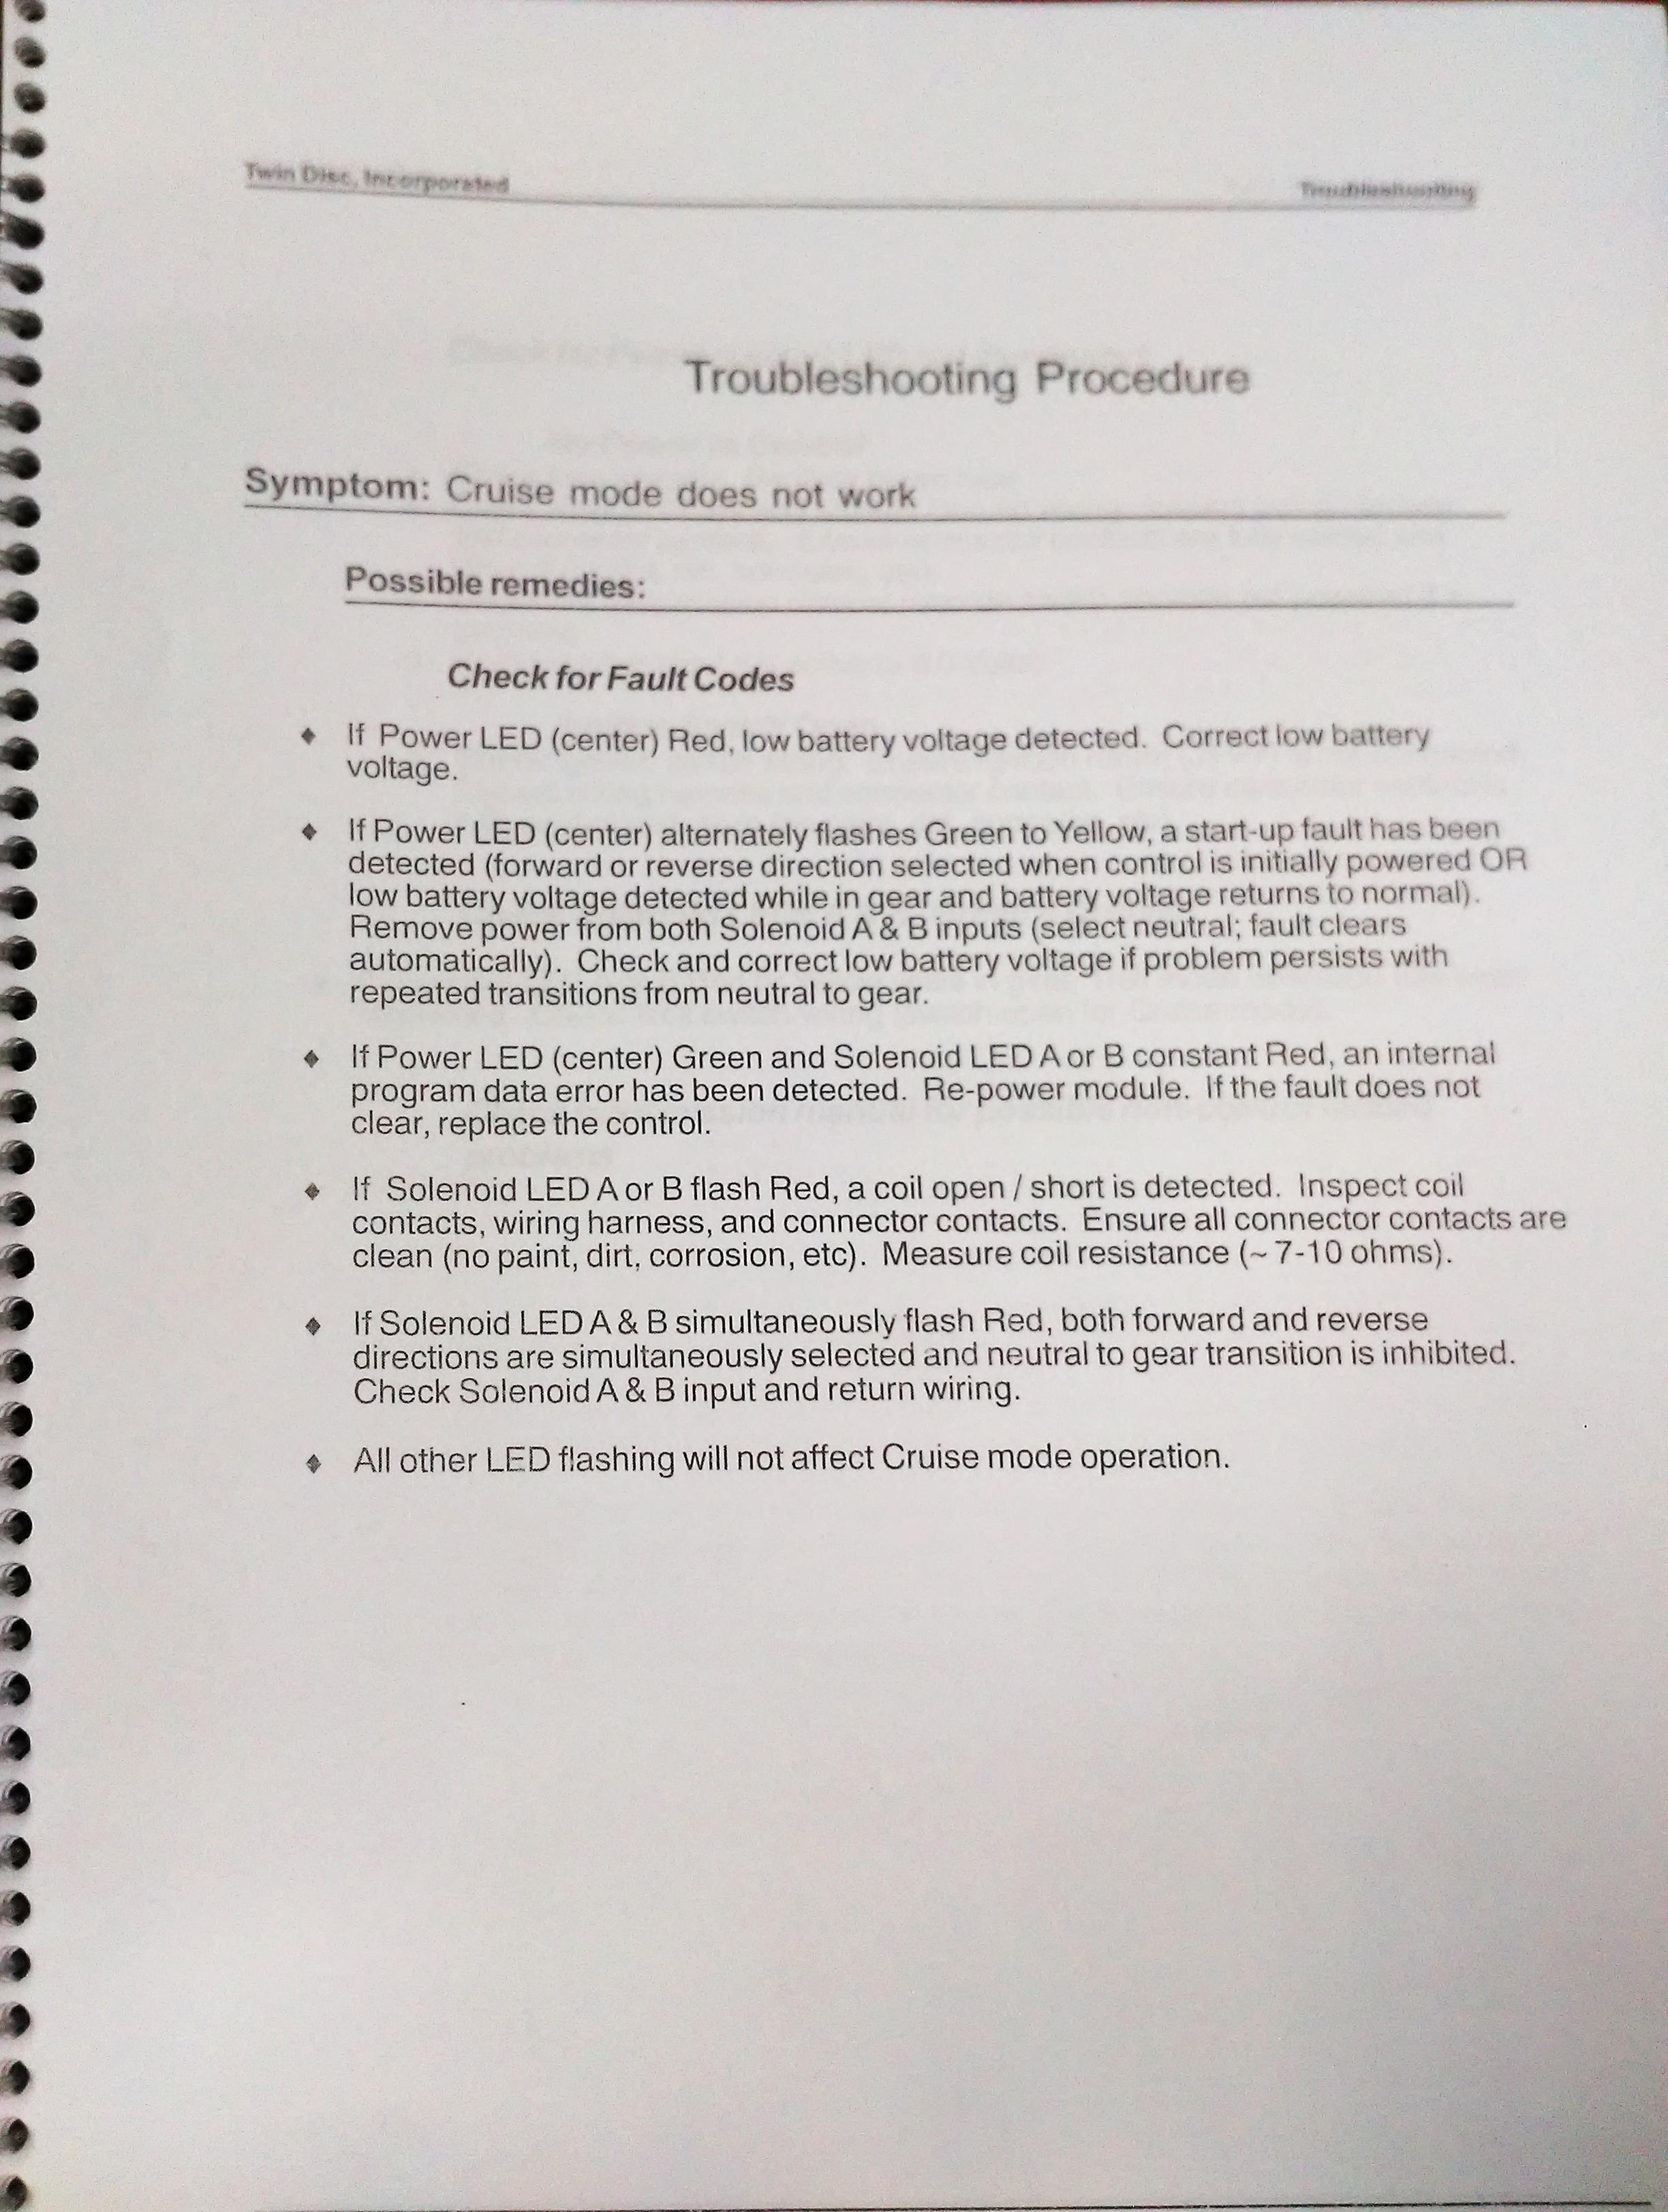 Twin Disc, Incorporated
Troubleshooting
Troubleshooting Procedure
Symptom: Cruise mode does not work
Possible remedies:
Check for Fault Codes
♦ If Power LED (center) Red, low battery voltage detected. Correct low battery
voltage.
♦ If Power LED (center) alternately flashes Green to Yellow, a start-up fault has been
detected (forward or reverse direction selected when control is initially powered OR
low battery voltage detected while in gear and battery voltage returns to normal).
Remove power from both Solenoid A & B inputs (select neutral; fault clears
automatically). Check and correct low battery voltage if problem persists with
repeated transitions from neutral to gear.
♦ If Power LED (center) Green and Solenoid LED A or B constant Red, an internal
program data error has been detected. Re-power module. If the fault does not
clear, replace the control.
♦ If Solenoid LED A or B flash Red, a coil open / short is detected. Inspect coil
contacts, wiring harness, and connector contacts. Ensure all connector contacts are
clean (no paint, dirt, corrosion, etc). Measure coil resistance (~ 7-10 ohms).
♦ If Solenoid LED A & B simultaneously flash Red, both forward and reverse
directions are simultaneously selected and neutral to gear transition is inhibited.
Check Solenoid A & B input and return wiring.
♦ All other LED flashing will not affect Cruise mode operation.